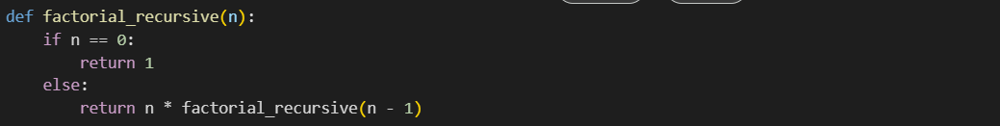 def factorial_recursive(n):
    if n == 0:
        return 1
    else:
        return n * factorial_recursive(n - 1)